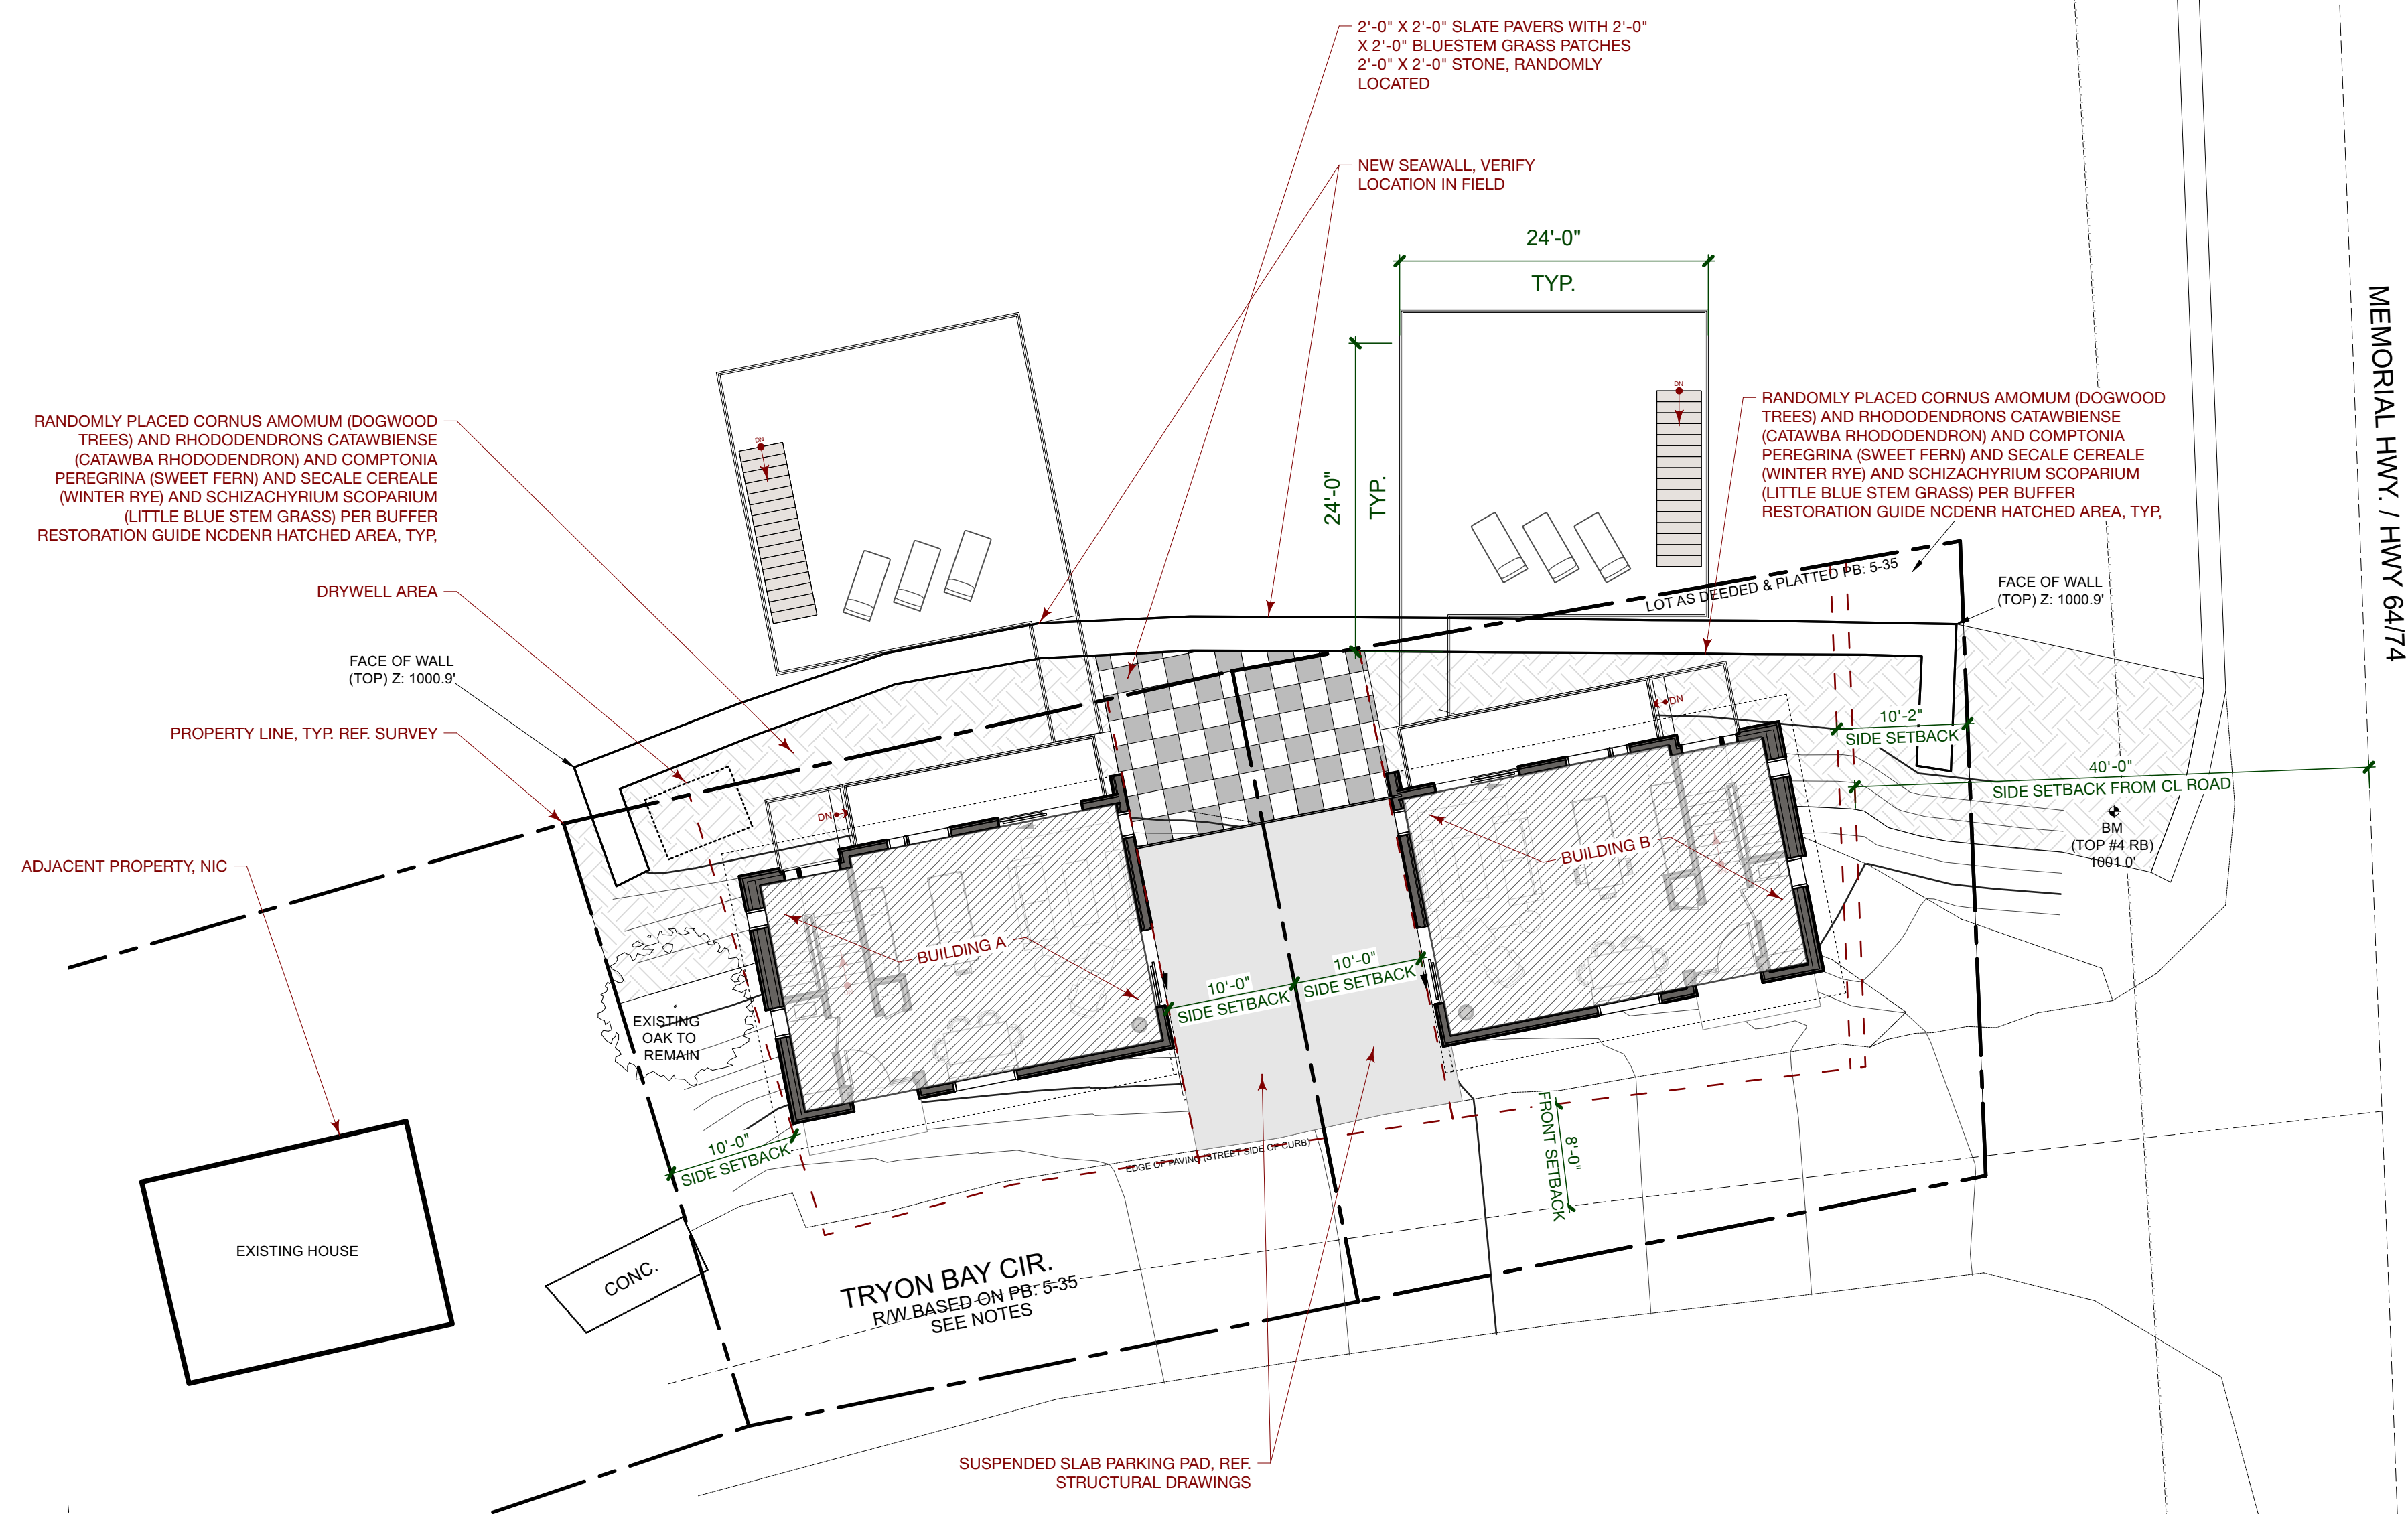 2'-0" X 2'-0" SLATE PAVERS WITH 2'-0"
X 2'-0" BLUESTEM GRASS PATCHES
2'-0" X 2'-0" STONE, RANDOMLY
LOCATED
NEW SEAWALL, VERIFY
LOCATION IN FIELD
24'-0"
TYP.
24'-0"
TYP.
DN
DN
MEMORIAL HWY. / HWY 64/74
RANDOMLY PLACED CORNUS AMOMUM (DOGWOOD
TREES) AND RHODODENDRONS CATAWBIENSE
(CATAWBA RHODODENDRON) AND COMPTONIA
PEREGRINA (SWEET FERN) AND SECALE CEREALE
(WINTER RYE) AND SCHIZACHYRIUM SCOPARIUM
(LITTLE BLUE STEM GRASS) PER BUFFER
RESTORATION GUIDE NCDENR HATCHED AREA, TYP,
RANDOMLY PLACED CORNUS AMOMUM (DOGWOOD
TREES) AND RHODODENDRONS CATAWBIENSE
(CATAWBA RHODODENDRON) AND COMPTONIA
PEREGRINA (SWEET FERN) AND SECALE CEREALE
(WINTER RYE) AND SCHIZACHYRIUM SCOPARIUM
(LITTLE BLUE STEM GRASS) PER BUFFER
RESTORATION GUIDE NCDENR HATCHED AREA, TYP,
DRYWELL AREA
LOT AS DEEDED & PLATTED PB: 5-35
FACE OF WALL
(TOP) Z: 1000.9'
FACE OF WALL
(TOP) Z: 1000.9'
PROPERTY LINE, TYP. REF. SURVEY
DN
DN
10'-2"
SIDE SETBACK
40'-0"
SIDE SETBACK FROM CL ROAD
BM
(TOP #4 RB)
1001.0'
ADJACENT PROPERTY, NIC
BUILDING A
BUILDING B
10'-0"
SIDE SETBACK
10'-0"
SIDE SETBACK
EXISTING
OAK TO
REMAIN
10'-0"
SIDE SETBACK
EDGE OF PAVING (STREET SIDE OF CURB)
8'-0"
FRONT SETBACK
EXISTING HOUSE
CONC.
TRYON BAY CIR.
R/W BASED ON PB: 5-35
SEE NOTES
SUSPENDED SLAB PARKING PAD, REF.
STRUCTURAL DRAWINGS